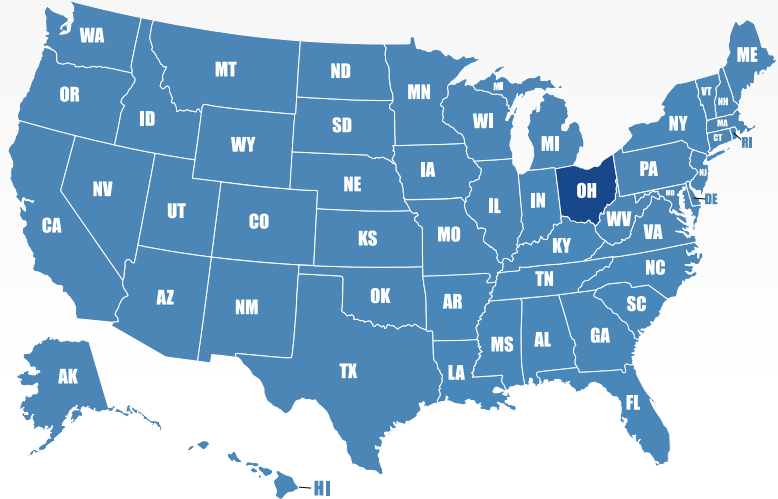 WA
MT
ND
MN
MI
ME
VT
NH
OR
ID
SD
WI
MI
NY
MA
CT
RI
WY
IA
PA
NJ
NV
UT
CO
NE
IL
IN
OH
MD
DE
WV
VA
CA
KS
MO
KY
AZ
NM
OK
AR
TN
NC
SC
MS
AL
GA
TX
LA
AK
FL
HI